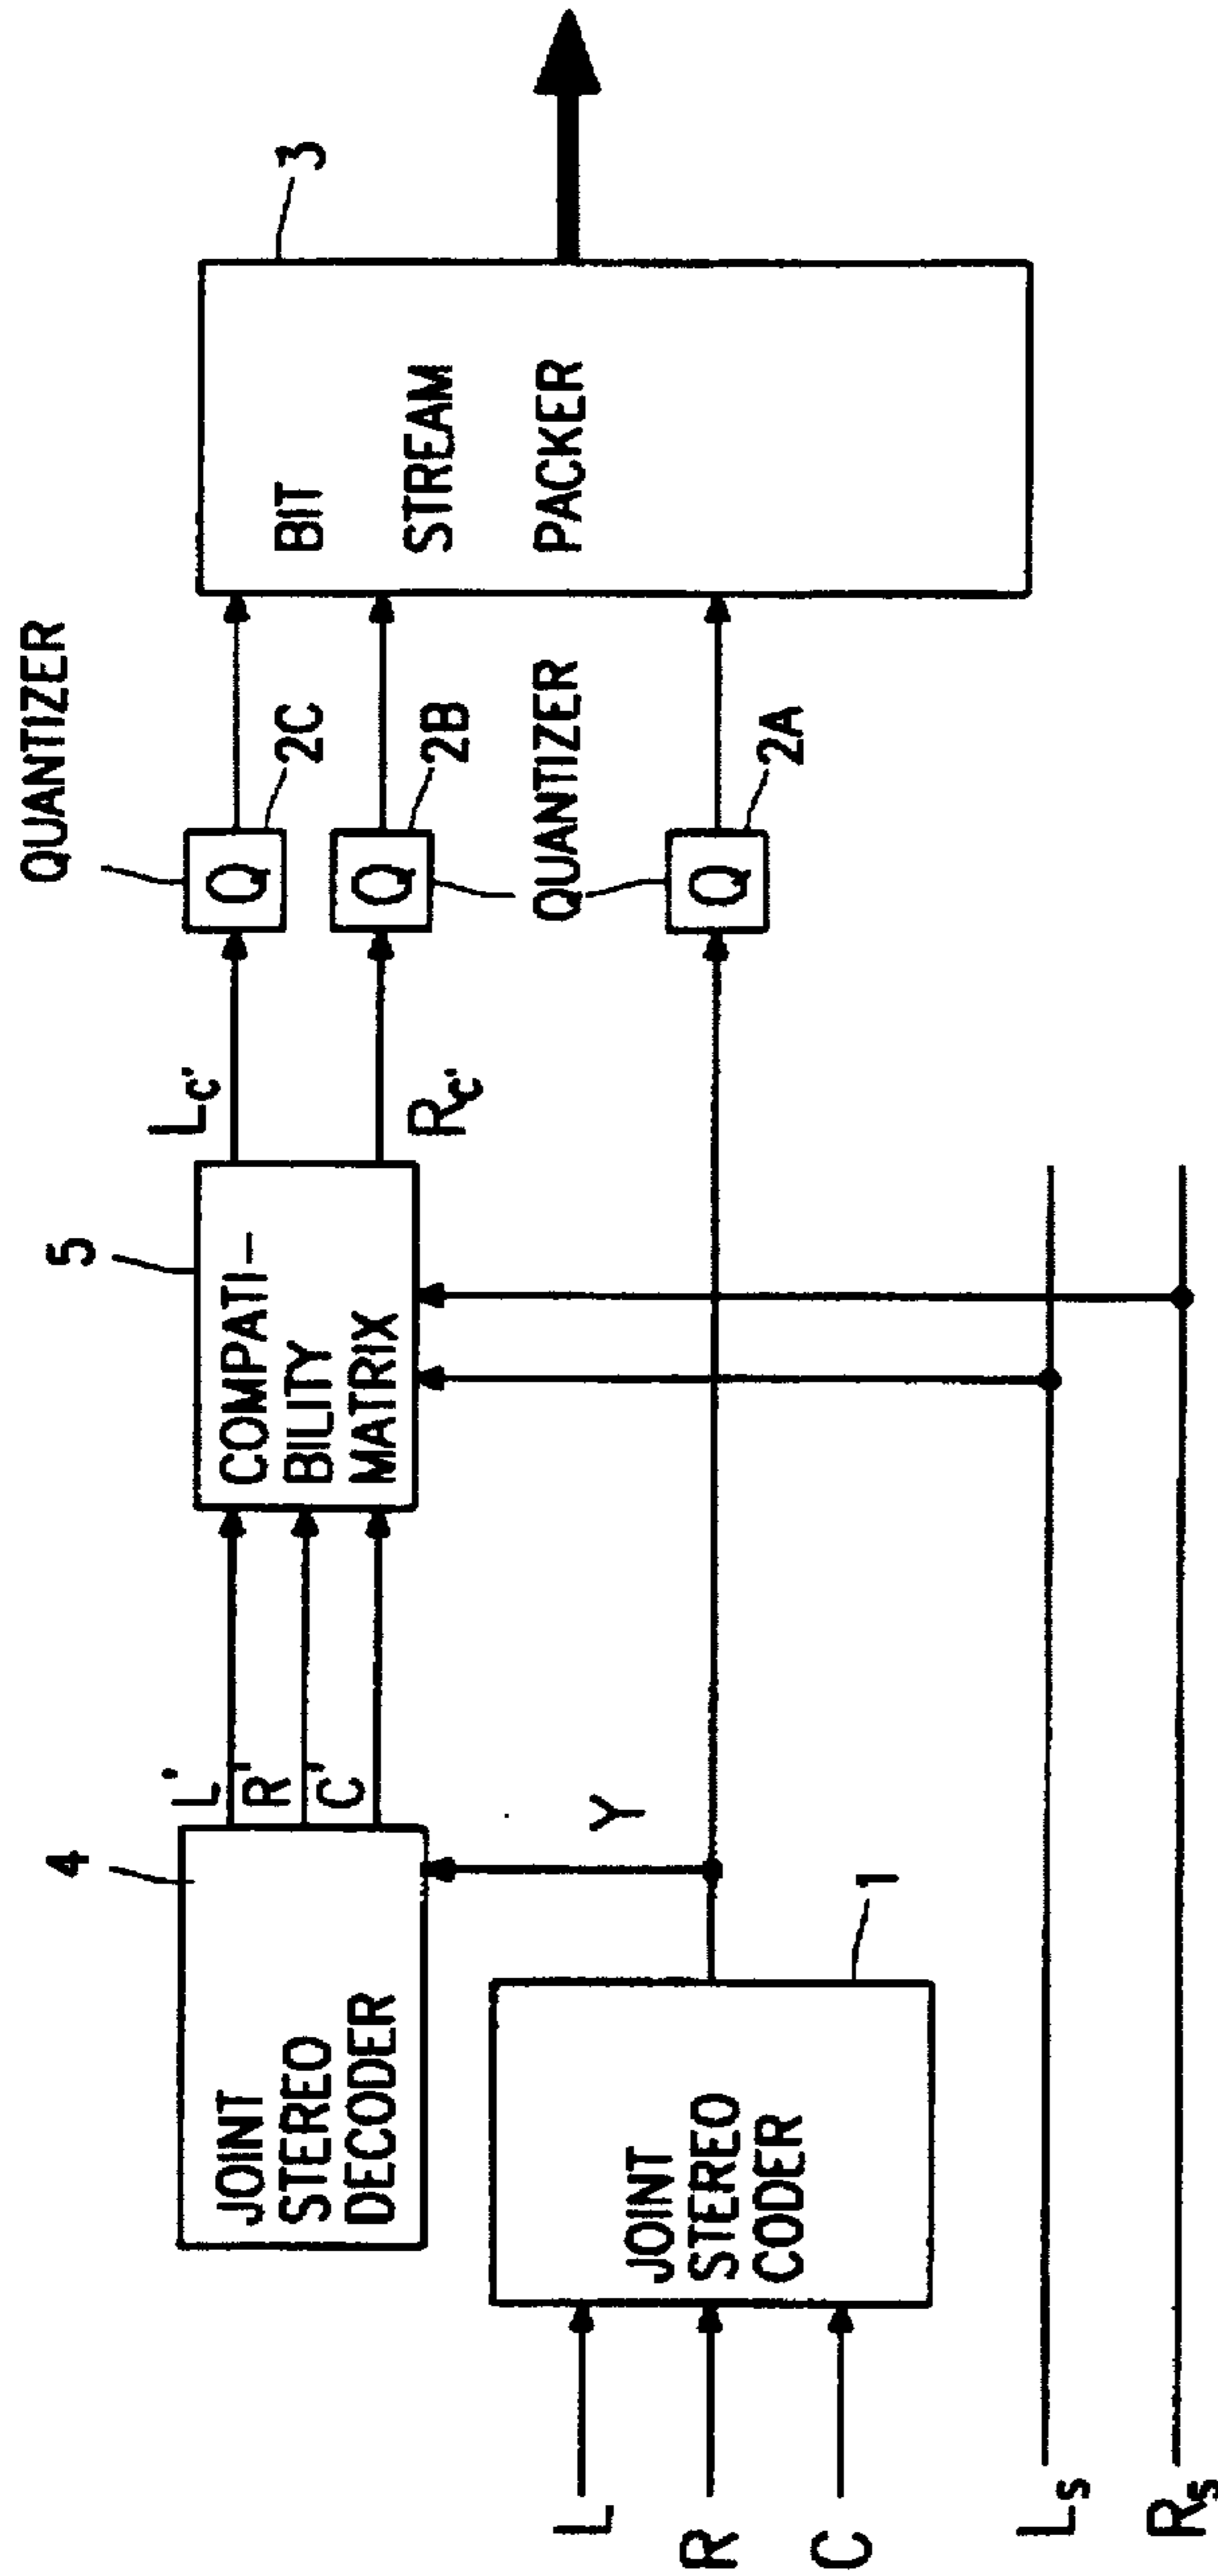 QUANTIZER
L'
R'
C'
4
JOINT
STEREO
DECODER
5
COMPATI-
BILITY
MATRIX
Lc'
Rc'
Q
2C
Q
2B
QUANTIZER
Q
2A
3
BIT
STREAM
PACKER
Y
1
JOINT
STEREO
CODER
L
R
C
Ls
Rs